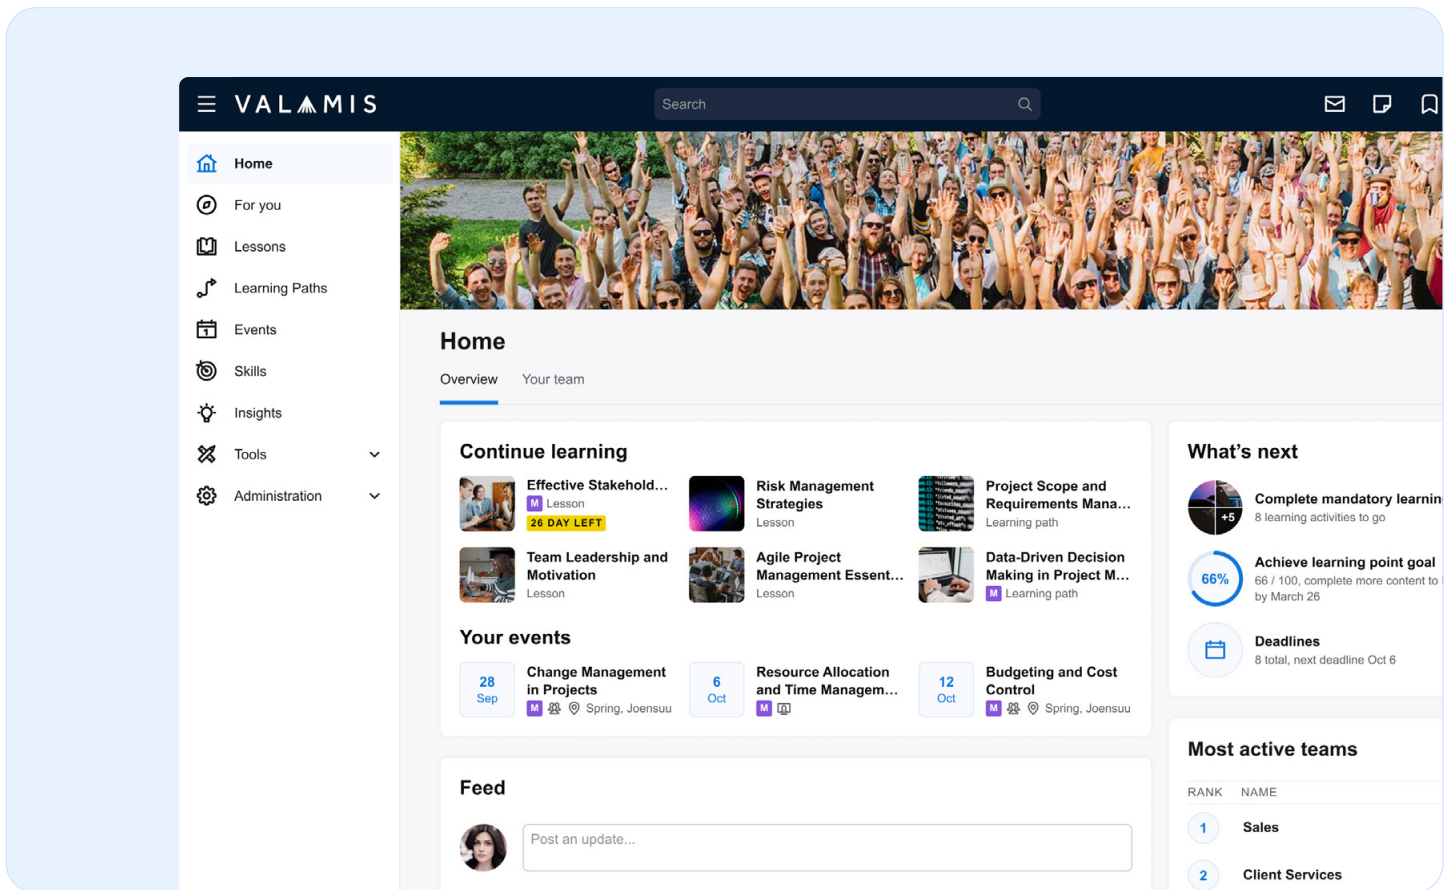 VALAMIS
Search
Home
For you
Lessons
Learning Paths
Events
Skills
Insights
Tools
Administration
Home
Overview
Your team
Continue learning
Effective Stakehold...
M Lesson
26 DAY LEFT
Risk Management
Strategies
Lesson
Project Scope and
Requirements Mana...
Learning path
Team Leadership and
Motivation
Lesson
Agile Project
Management Essent...
Lesson
Data-Driven Decision
Making in Project M...
M Learning path
Your events
28
Sep
Change Management
in Projects
M Spring, Joensuu
6
Oct
Resource Allocation
and Time Managem...
M
12
Oct
Budgeting and Cost
Control
M Spring, Joensuu
Feed
Post an update...
What's next
+5
Complete mandatory learnin
8 learning activities to go
66%
Achieve learning point goal
66 / 100, complete more content to
by March 26
Deadlines
8 total, next deadline Oct 6
Most active teams
RANK NAME
1 Sales
2 Client Services